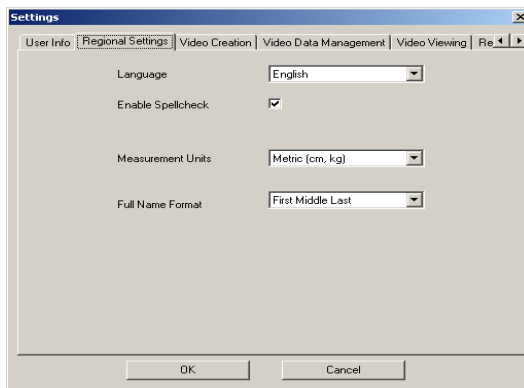 Settings
User Info Regional Settings Video Creation Video Data Management Video Viewing Re
Language English
Enable Spellcheck
Measurement Units Metric (cm, kg)
Full Name Format First Middle Last
OK Cancel